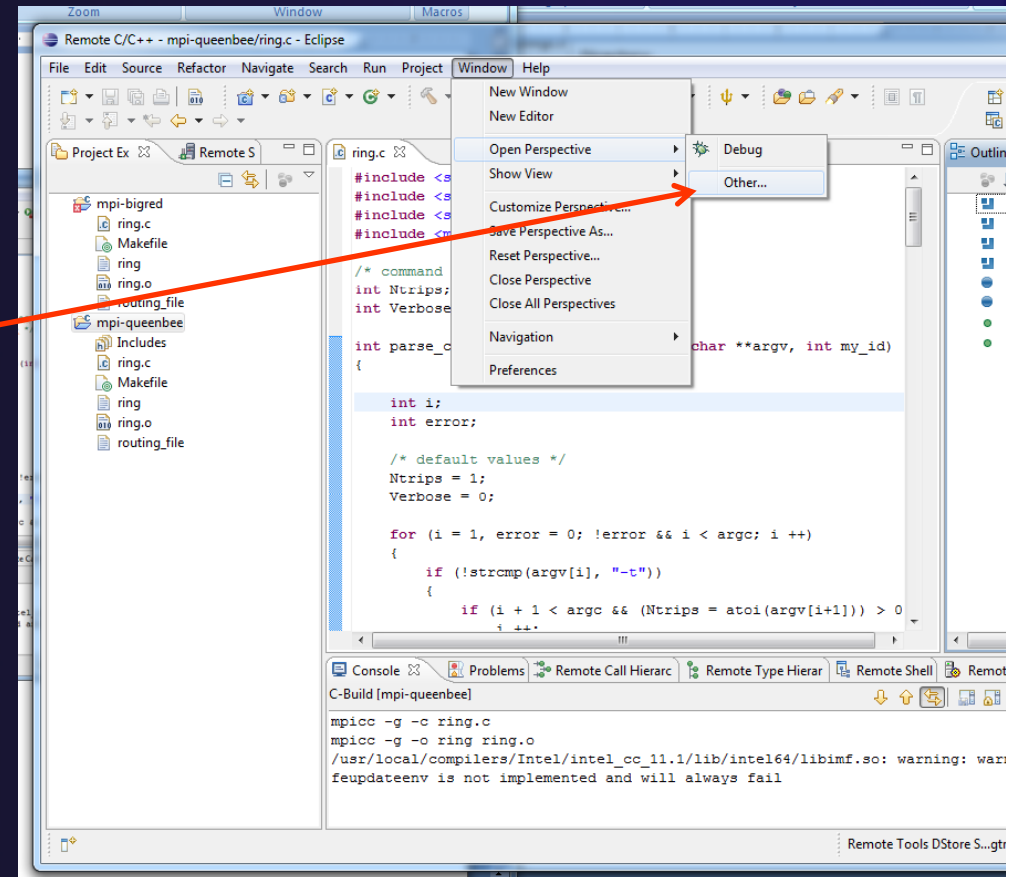 Zoom Window Macros
Remote C/C++ - mpi-queenbee/ring.c - Eclipse
File Edit Source Refactor Navigate Search Run Project Window Help
New Window
New Editor
Open Perspective
Show View
Customize Perspective...
Save Perspective As...
Reset Perspective...
Close Perspective
Close All Perspectives
Navigation
Preferences
Debug
Other...
Project Ex Remote S
mpi-bigred
ring.c
Makefile
ring
ring.o
routing_file
mpi-queenbee
Includes
ring.c
Makefile
ring
ring.o
routing_file
ring.c
#include <s
#include <s
#include <s
#include <m
/* command
int Ntrips;
int Verbose
int parse_c char **argv, int my_id)
{
int i;
int error;
/* default values */
Ntrips = 1;
Verbose = 0;
for (i = 1, error = 0; !error && i < argc; i ++)
{
if (!strcmp(argv[i], "-t"))
{
if (i + 1 < argc && (Ntrips = atoi(argv[i+1])) > 0
i ++;
Outlin
Console Problems Remote Call Hierarc Remote Type Hierar Remote Shell Remot
C-Build [mpi-queenbee]
mpicc -g -c ring.c
mpicc -g -o ring ring.o
/usr/local/compilers/Intel/intel_cc_11.1/lib/intel64/libimf.so: warning: war
feupdateenv is not implemented and will always fail
Remote Tools DStore S...gtr